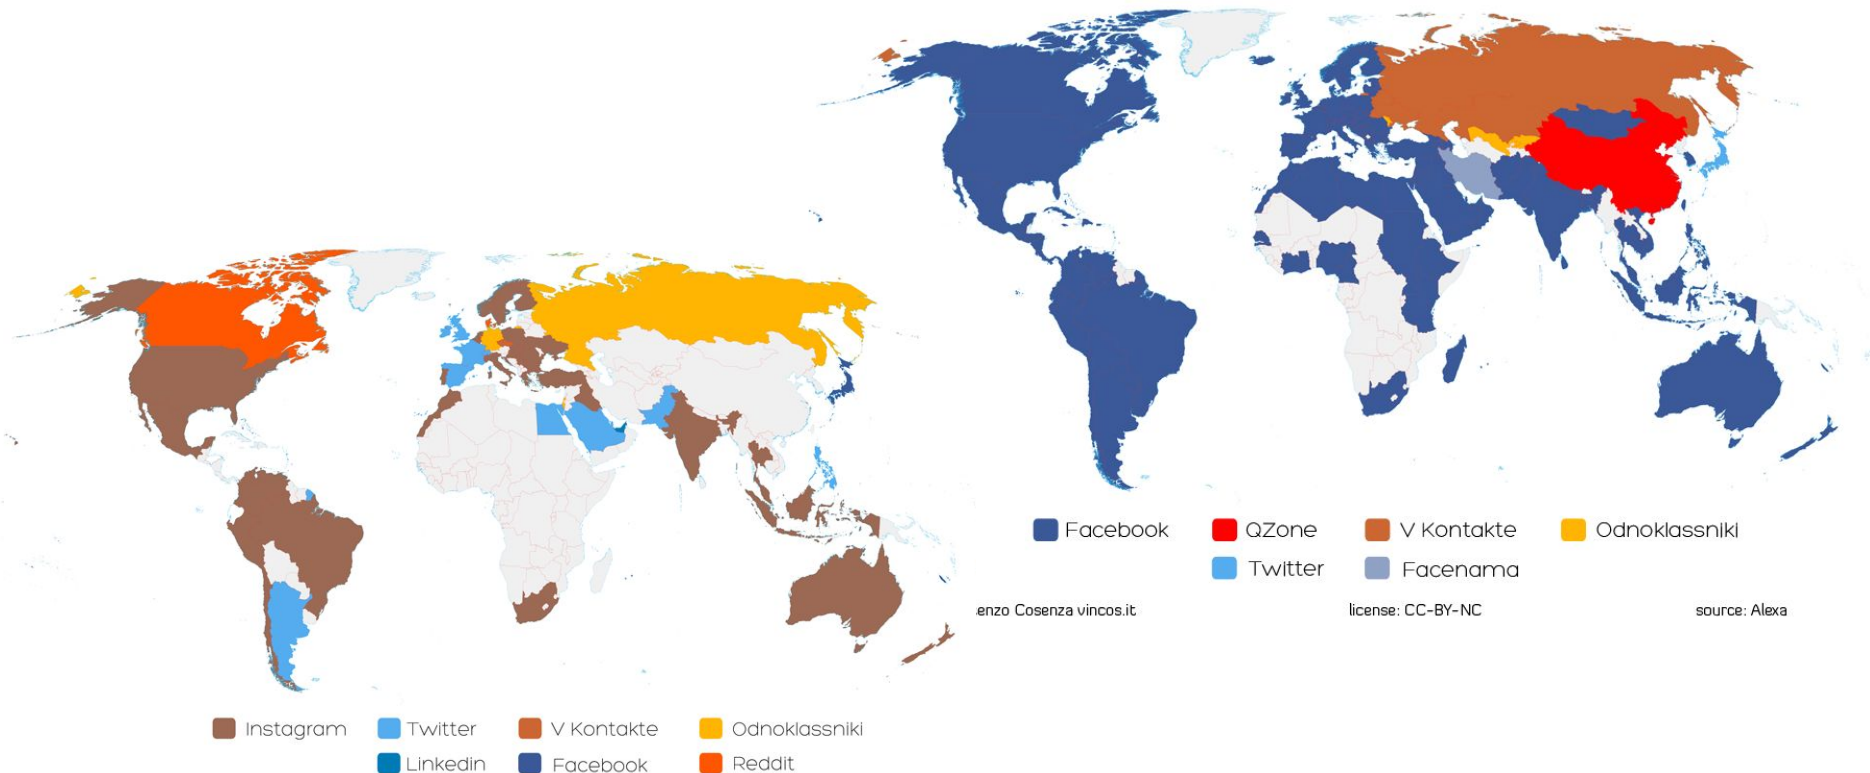 Facebook QZone V Kontakte Odnoklassniki
Twitter Facenama
enzo Cosenza vincos.it license: CC-BY-NC source: Alexa
Instagram Twitter V Kontakte Odnoklassniki
Linkedin Facebook Reddit